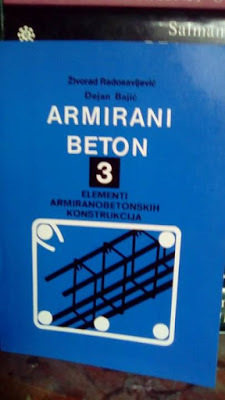 Salman
Živorad Radosavljević
Dejan Bajić
ARMIRANI
BETON
3
ELEMENTI
ARMIRANOBETONSKIH
KONSTRUKCIJA